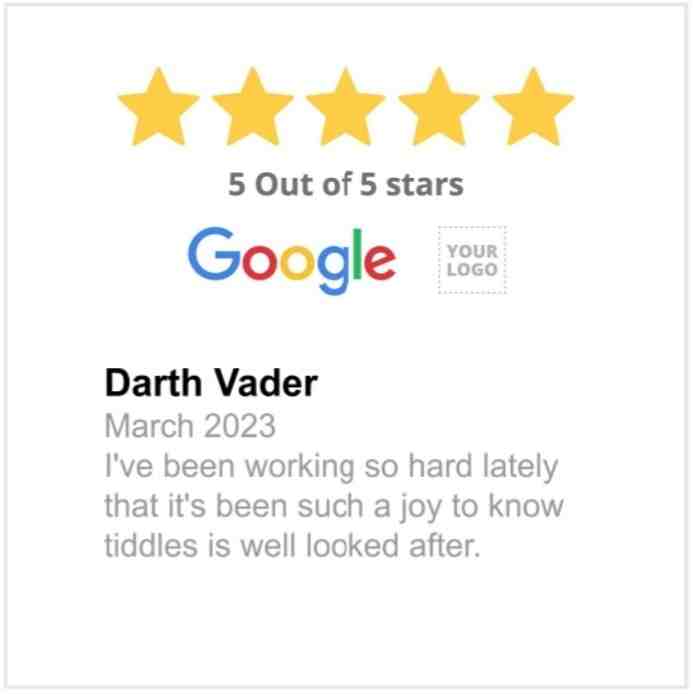 5 Out of 5 stars
Google
YOUR
LOGO
Darth Vader
March 2023
I've been working so hard lately
that it's been such a joy to know
tiddles is well looked after.